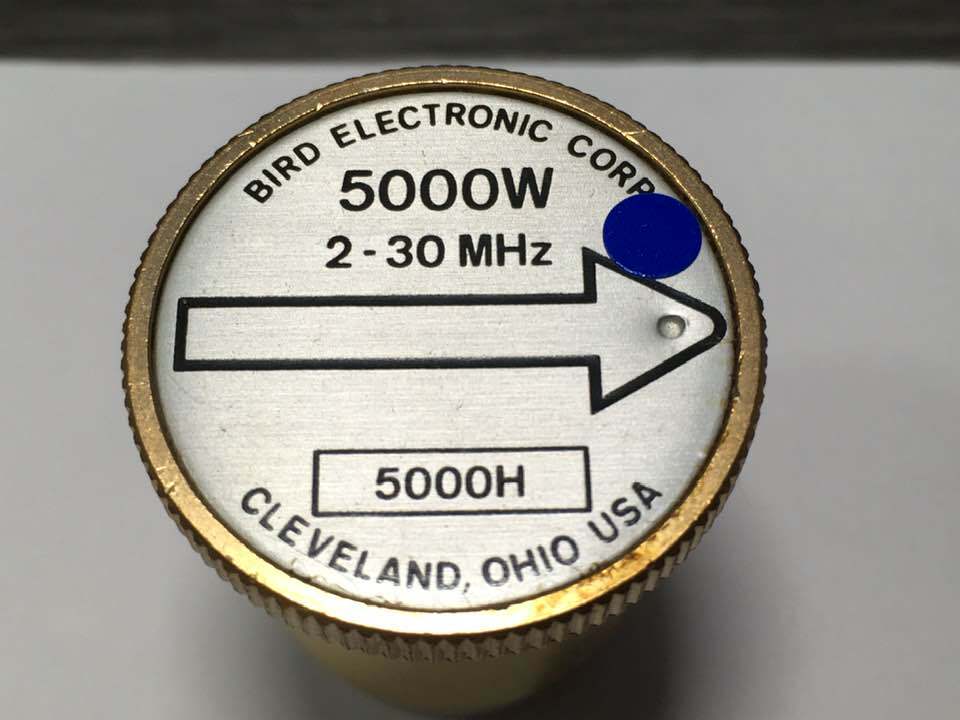 BIRD ELECTRONIC CORP
5000W
2-30 MHz
5000H
CLEVELAND, OHIO USA